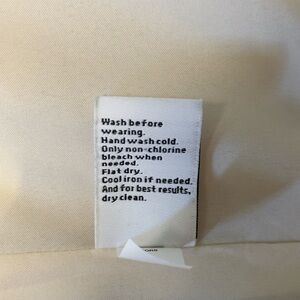 Wash before
wearing.
Hand wash cold.
Only non-chlorine
bleach when
needed.
Flat dry.
Cool iron if needed.
And for best results,
dry clean.